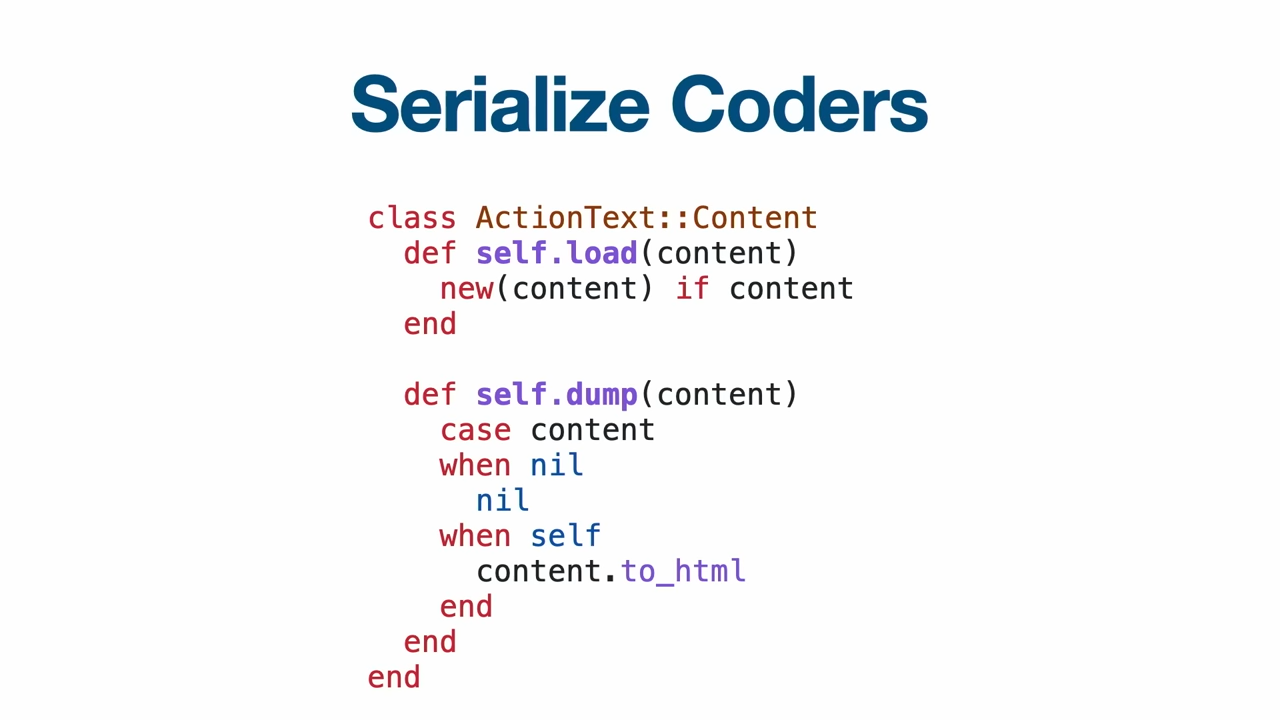 Serialize Coders
class ActionText::Content
  def self.load(content)
    new(content) if content
  end

  def self.dump(content)
    case content
    when nil
      nil
    when self
      content.to_html
    end
  end
end